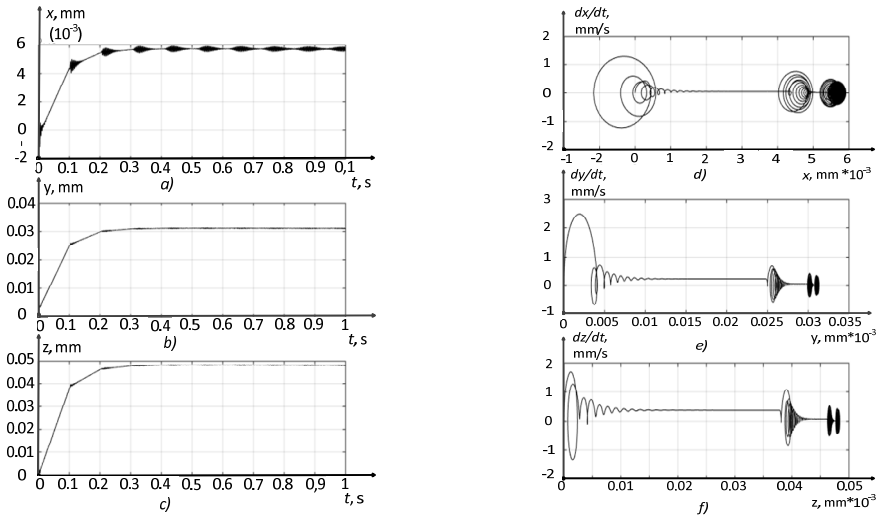 x, mm
(10⁻³)
6
4
2
0
-
-2
0 0.1 0.2 0.3 0.4 0.5 0.6 0.7 0.8 0.9 0,1
a)
t, s
y, mm
0.04
0.03
0.02
0.01
0
0 0.1 0.2 0.3 0.4 0.5 0.6 0.7 0.8 0.9 1
b)
t, s
z, mm
0.05
0.04
0.03
0.02
0.01
0
0 0.1 0.2 0.3 0.4 0.5 0.6 0.7 0.8 0,9 1
c)
t, s
dx/dt,
mm/s
2
1
0
-1
-2
-1 -2 0 1 2 3 4 5 6
d)
x, mm *10⁻³
dy/dt,
mm/s
3
2
1
0
-1
0 0.005 0.01 0.015 0.02 0.025 0.03 0.035
e)
y, mm*10⁻³
dz/dt,
mm/s
2
1
0
-1
-2
0 0.01 0.02 0.03 0.04 0.05
f)
z, mm*10⁻³